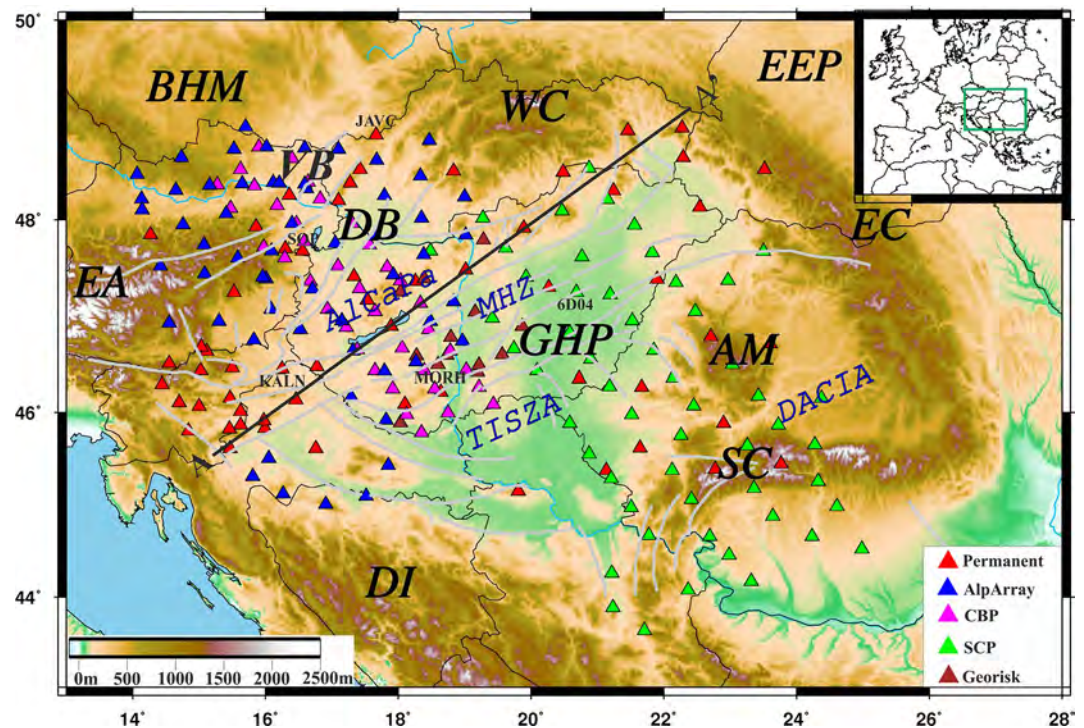 50°
48°
46°
44°
14°
16°
18°
20°
22°
24°
26°
28°
BHM
WC
EEP
JAVC
VB
DB
EC
EA
AlCaPa
MHZ
6D04
GHP
AM
KALN
MORH
TISZA
DACIA
SC
DI
A
A'
0m 500 1000 1500 2000 2500m
Permanent
AlpArray
CBP
SCP
Georisk